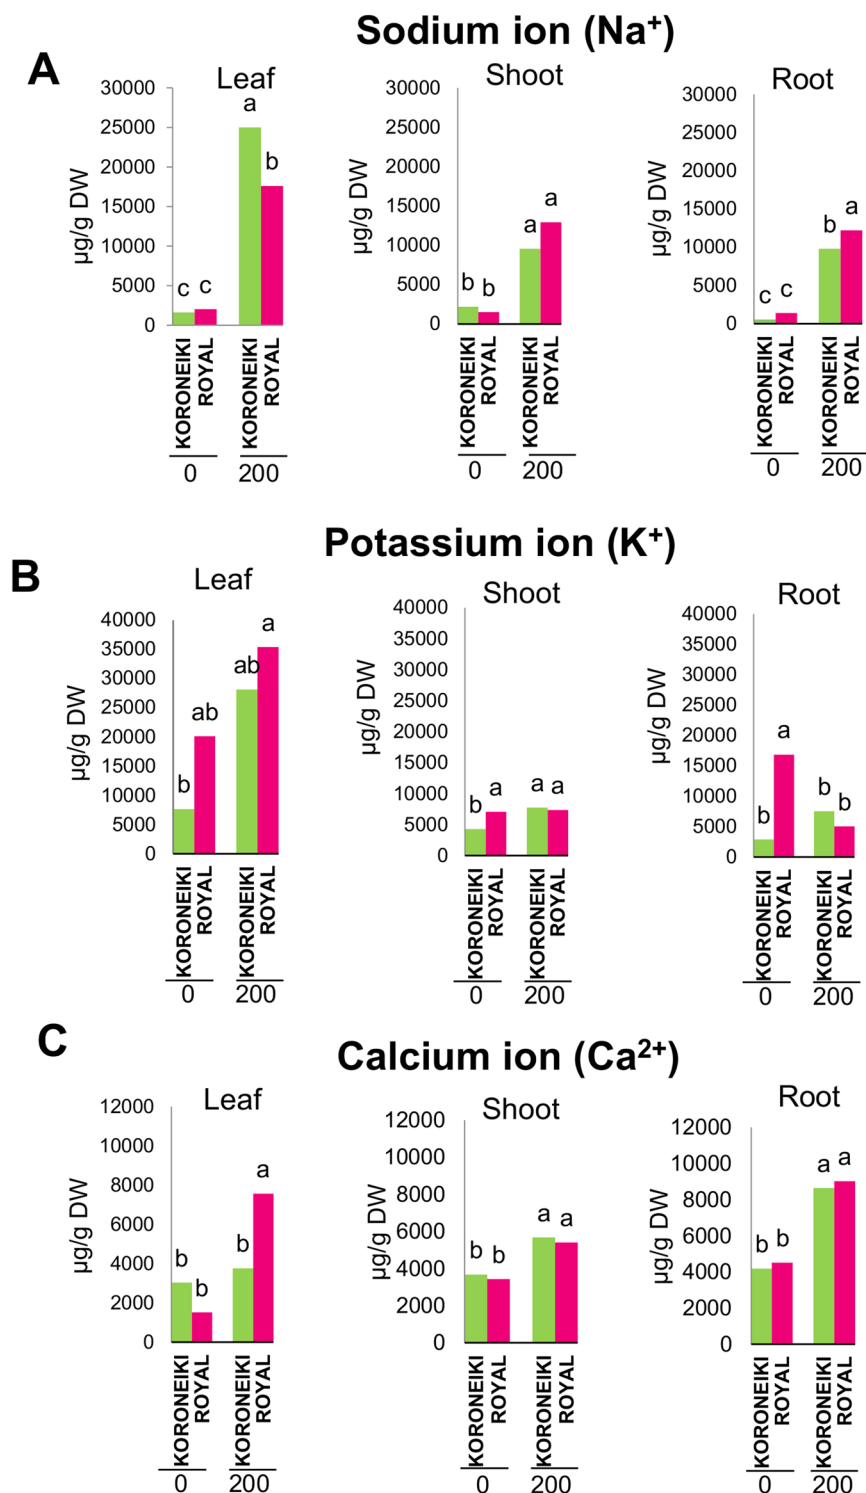 Sodium ion (Na⁺)
A
Leaf
Shoot
Root
µg/g DW
30000
25000
20000
15000
10000
5000
0
c
c
a
b
KORONEIKI
ROYAL
KORONEIKI
ROYAL
0
200
µg/g DW
30000
25000
20000
15000
10000
5000
0
b
b
a
a
KORONEIKI
ROYAL
KORONEIKI
ROYAL
0
200
µg/g DW
30000
25000
20000
15000
10000
5000
0
c
c
b
a
KORONEIKI
ROYAL
KORONEIKI
ROYAL
0
200
Potassium ion (K⁺)
B
Leaf
Shoot
Root
µg/g DW
40000
35000
30000
25000
20000
15000
10000
5000
0
b
ab
ab
a
KORONEIKI
ROYAL
KORONEIKI
ROYAL
0
200
µg/g DW
40000
35000
30000
25000
20000
15000
10000
5000
0
b
a
a
a
KORONEIKI
ROYAL
KORONEIKI
ROYAL
0
200
µg/g DW
40000
35000
30000
25000
20000
15000
10000
5000
0
b
a
b
b
KORONEIKI
ROYAL
KORONEIKI
ROYAL
0
200
C
Calcium ion (Ca²⁺)
Leaf
Shoot
Root
µg/g DW
12000
10000
8000
6000
4000
2000
0
b
b
b
a
KORONEIKI
ROYAL
KORONEIKI
ROYAL
0
200
µg/g DW
12000
10000
8000
6000
4000
2000
0
b
b
a
a
KORONEIKI
ROYAL
KORONEIKI
ROYAL
0
200
µg/g DW
12000
10000
8000
6000
4000
2000
0
b
b
a
a
KORONEIKI
ROYAL
KORONEIKI
ROYAL
0
200